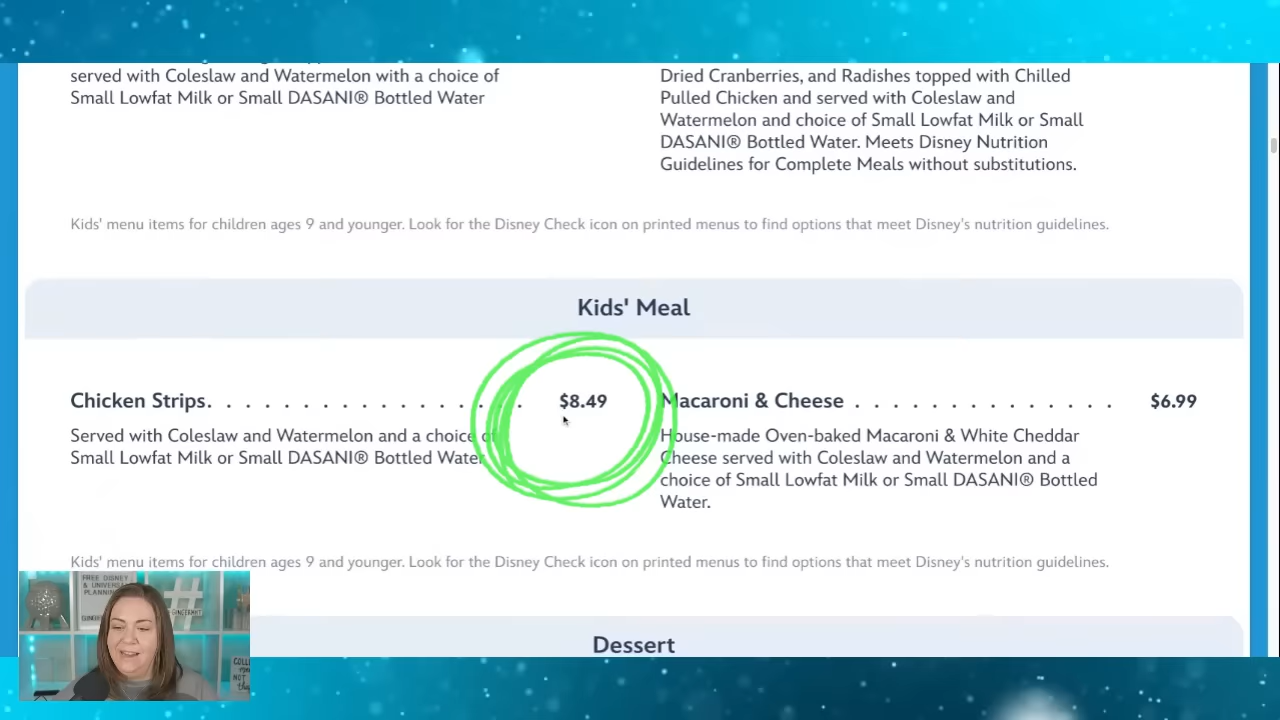 served with Coleslaw and Watermelon with a choice of
Small Lowfat Milk or Small DASANI® Bottled Water
Dried Cranberries, and Radishes topped with Chilled
Pulled Chicken and served with Coleslaw and
Watermelon and choice of Small Lowfat Milk or Small
DASANI® Bottled Water. Meets Disney Nutrition
Guidelines for Complete Meals without substitutions.
Kids' menu items for children ages 9 and younger. Look for the Disney Check icon on printed menus to find options that meet Disney's nutrition guidelines.
Kids' Meal
Chicken Strips. . . . . . . . . . . . . . . . . . $8.49
Served with Coleslaw and Watermelon and a choice of
Small Lowfat Milk or Small DASANI® Bottled Water
Macaroni & Cheese . . . . . . . . . . . . . . $6.99
House-made Oven-baked Macaroni & White Cheddar
Cheese served with Coleslaw and Watermelon and a
choice of Small Lowfat Milk or Small DASANI® Bottled
Water.
Kids' menu items for children ages 9 and younger. Look for the Disney Check icon on printed menus to find options that meet Disney's nutrition guidelines.
Dessert
FREE DISNEY
& UNIVERSAL
PLANNING
#